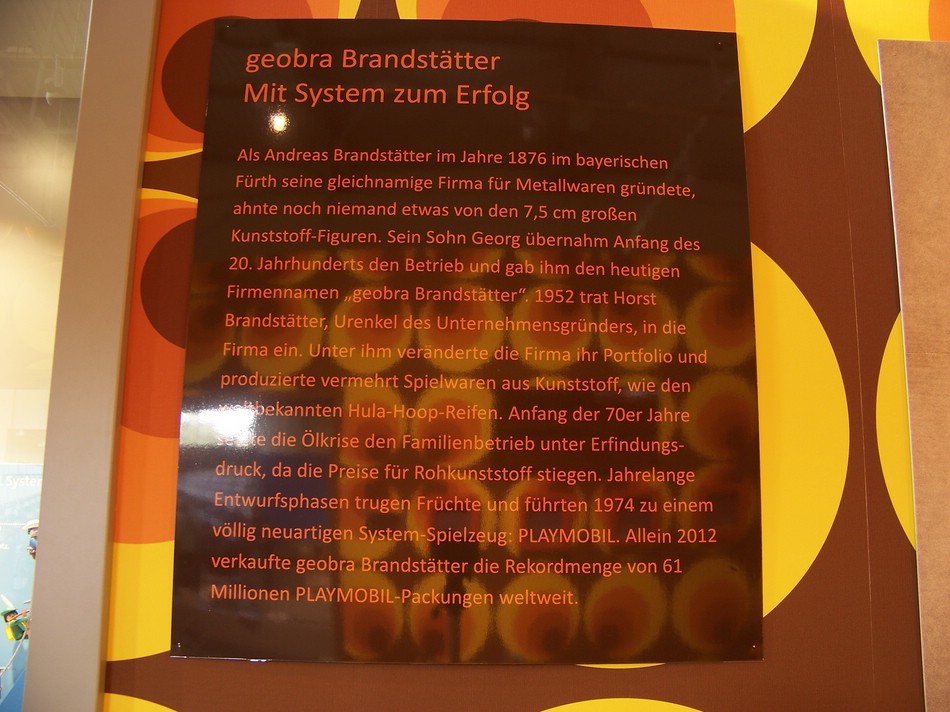 geobra Brandstätter
Mit System zum Erfolg
Als Andreas Brandstätter im Jahre 1876 im bayerischen
Fürth seine gleichnamige Firma für Metallwaren gründete,
ahnte noch niemand etwas von den 7,5 cm großen
Kunststoff-Figuren. Sein Sohn Georg übernahm Anfang des
20. Jahrhunderts den Betrieb und gab ihm den heutigen
Firmennamen „geobra Brandstätter“. 1952 trat Horst
Brandstätter, Urenkel des Unternehmensgründers, in die
Firma ein. Unter ihm veränderte die Firma ihr Portfolio und
produzierte vermehrt Spielwaren aus Kunststoff, wie den
weltbekannten Hula-Hoop-Reifen. Anfang der 70er Jahre
setzte die Ölkrise den Familienbetrieb unter Erfindungs-
druck, da die Preise für Rohkunststoff stiegen. Jahrelange
Entwurfsphasen trugen Früchte und führten 1974 zu einem
völlig neuartigen System-Spielzeug: PLAYMOBIL. Allein 2012
verkaufte geobra Brandstätter die Rekordmenge von 61
Millionen PLAYMOBIL-Packungen weltweit.